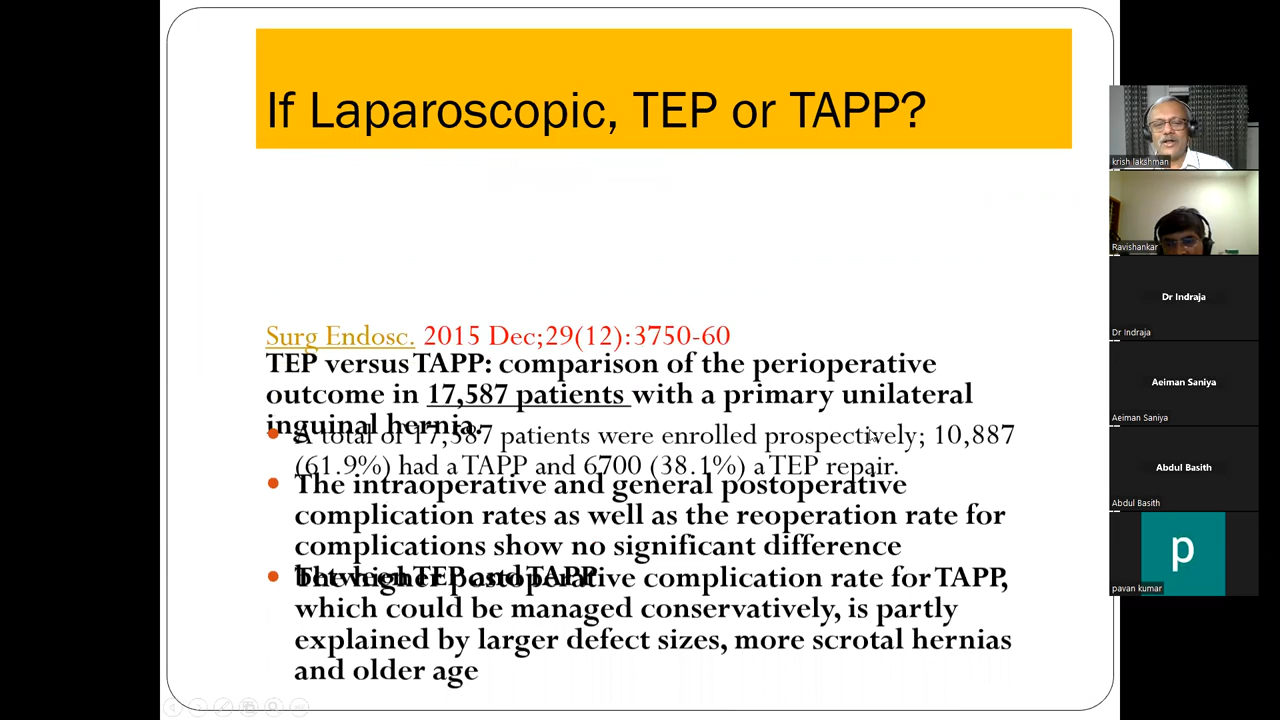 If Laparoscopic, TEP or TAPP?
Surg Endosc. 2015 Dec;29(12):3750-60
TEP versus TAPP: comparison of the perioperative
outcome in 17,587 patients with a primary unilateral
inguinal hernia.
A total of 17,587 patients were enrolled prospectively; 10,887
(61.9%) had a TAPP and 6700 (38.1%) a TEP repair.
The intraoperative and general postoperative
complication rates as well as the reoperation rate for
complications show no significant difference
between TEP and TAPP
The higher postoperative complication rate for TAPP,
which could be managed conservatively, is partly
explained by larger defect sizes, more scrotal hernias
and older age
krish lakshman
Ravishankar
Dr Indraja
Dr Indraja
Aeiman Saniya
Aeiman Saniya
Abdul Basith
Abdul Basith
p
pavan kumar